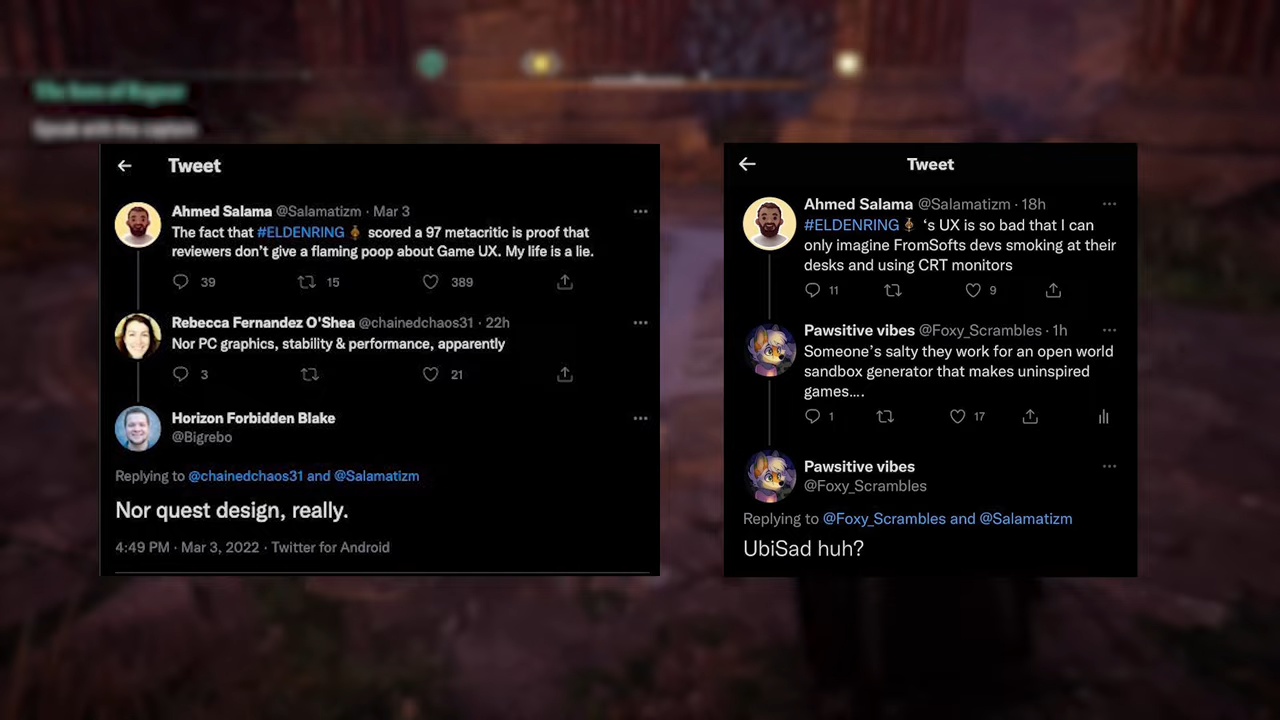 Tweet
Ahmed Salama @Salamatizm · Mar 3
The fact that #ELDENRING scored a 97 metacritic is proof that
reviewers don't give a flaming poop about Game UX. My life is a lie.
39 15 389
Rebecca Fernandez O'Shea @chainedchaos31 · 22h
Nor PC graphics, stability & performance, apparently
3 21
Horizon Forbidden Blake
@Bigrebo
Replying to @chainedchaos31 and @Salamatizm
Nor quest design, really.
4:49 PM · Mar 3, 2022 · Twitter for Android
Tweet
Ahmed Salama @Salamatizm · 18h
#ELDENRING 's UX is so bad that I can
only imagine FromSofts devs smoking at their
desks and using CRT monitors
11 9
Pawsitive vibes @Foxy_Scrambles · 1h
Someone's salty they work for an open world
sandbox generator that makes uninspired
games....
1 17
Pawsitive vibes
@Foxy_Scrambles
Replying to @Foxy_Scrambles and @Salamatizm
UbiSad huh?